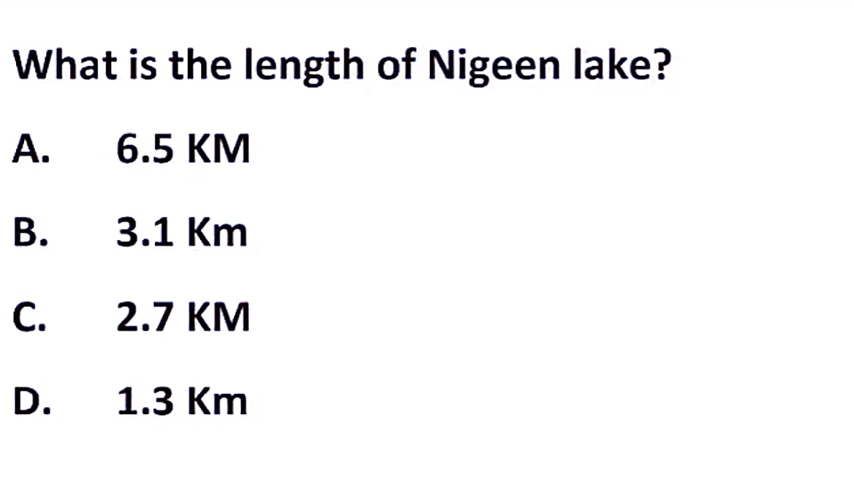 What is the length of Nigeen lake?
A. 6.5 KM
B. 3.1 Km
C. 2.7 KM
D. 1.3 Km